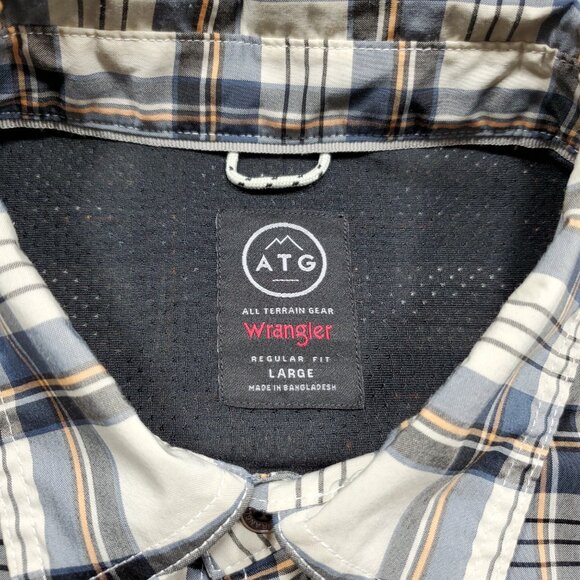 ATG
ALL TERRAIN GEAR
Wrangler
REGULAR FIT
LARGE
MADE IN BANGLADESH